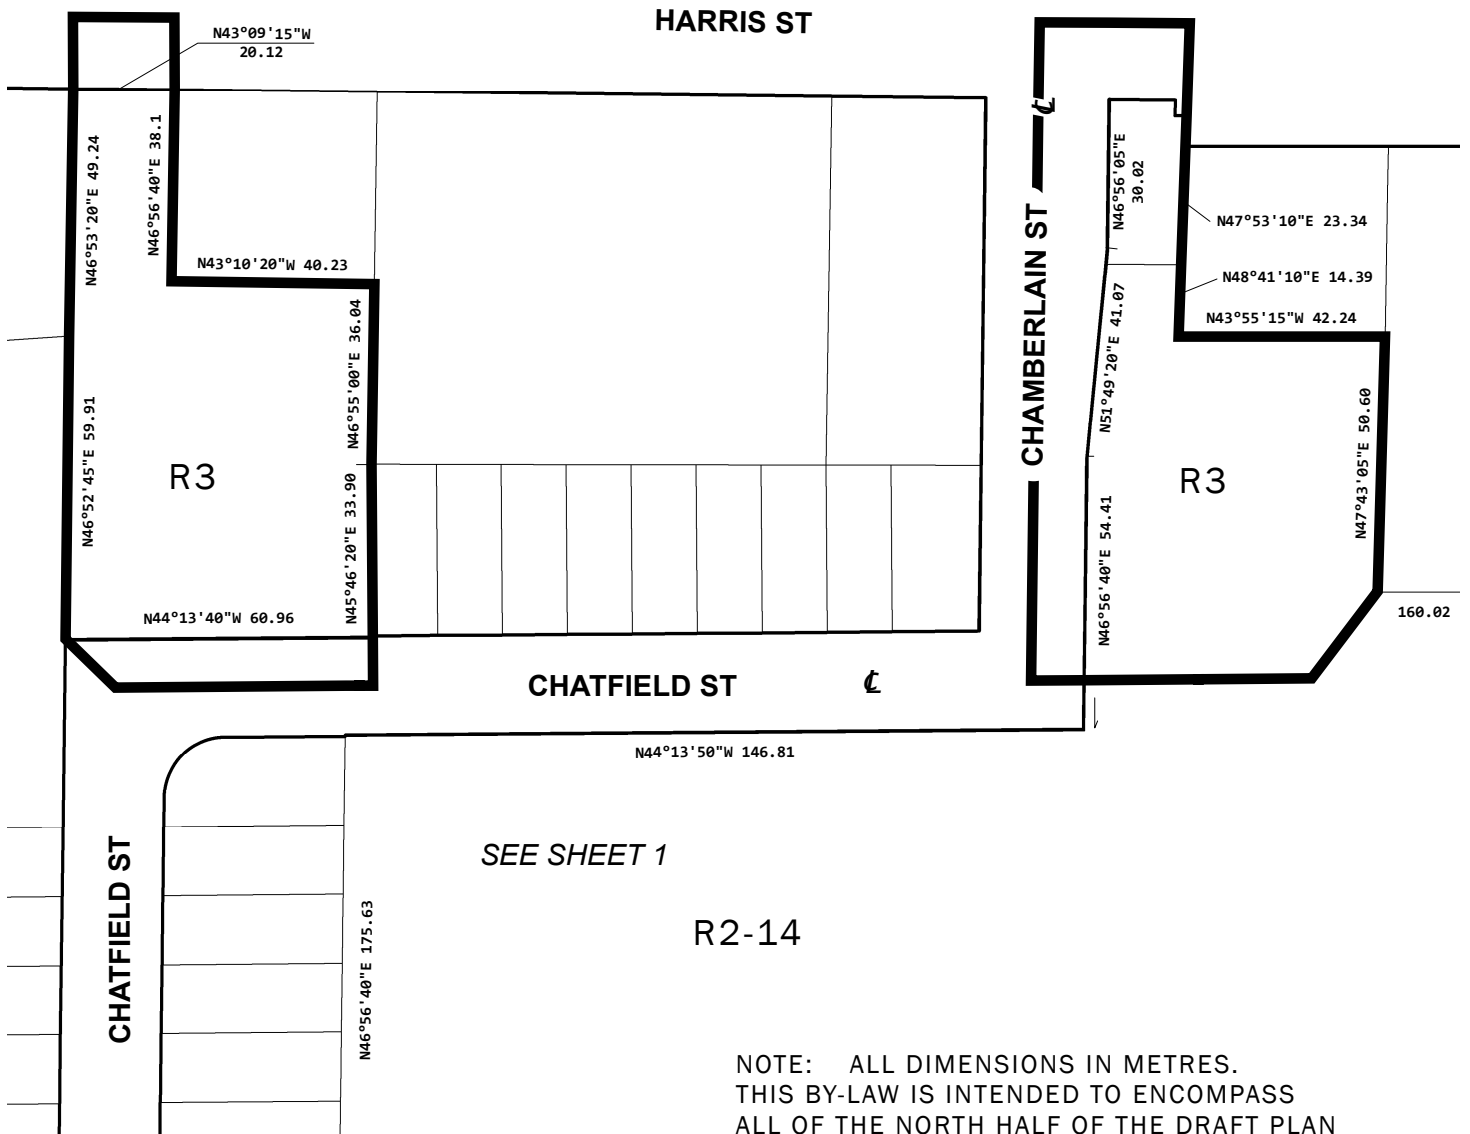 HARRIS ST
N43°09'15"W
20.12
N46°53'20"E 49.24
N46°56'40"E 38.1
N43°10'20"W 40.23
N46°55'00"E 36.04
N46°52'45"E 59.91
R3
N45°46'20"E 33.90
N44°13'40"W 60.96
CHATFIELD ST
℄
℄
CHAMBERLAIN ST
N46°56'05"E
30.02
N47°53'10"E 23.34
N48°41'10"E 14.39
N43°55'15"W 42.24
N51°49'20"E 41.07
R3
N47°43'05"E 50.60
N46°56'40"E 54.41
160.02
N44°13'50"W 146.81
CHATFIELD ST
SEE SHEET 1
R2-14
N46°56'40"E 175.63
NOTE: ALL DIMENSIONS IN METRES.
THIS BY-LAW IS INTENDED TO ENCOMPASS
ALL OF THE NORTH HALF OF THE DRAFT PLAN